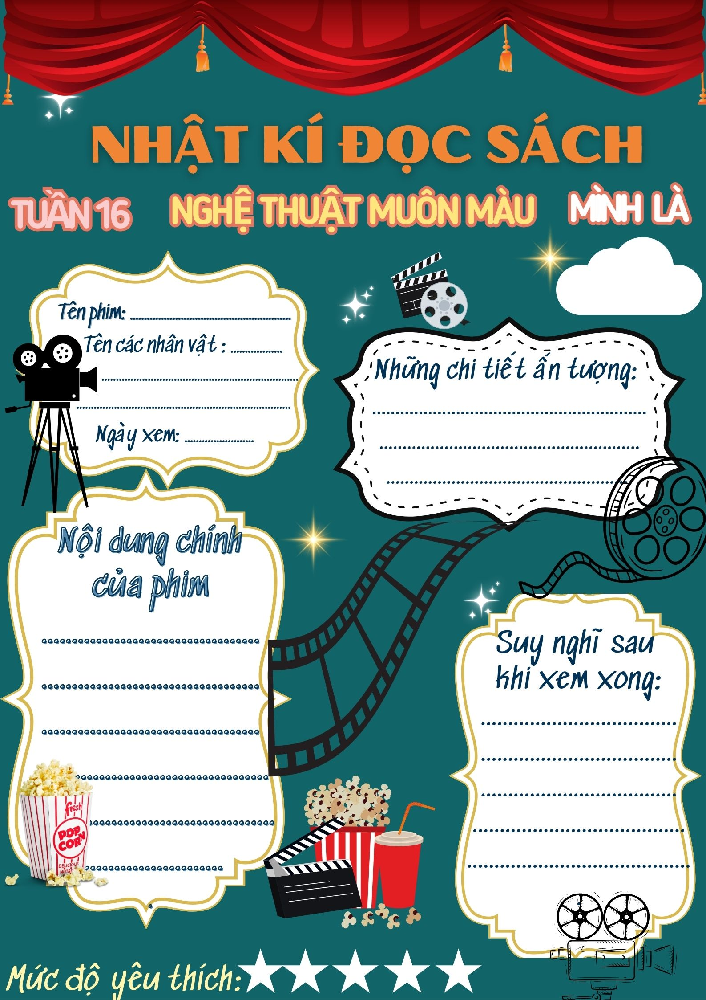 NHẬT KÍ ĐỌC SÁCH
TUẦN 16 NGHỆ THUẬT MUÔN MÀU MÌNH LÀ
Tên phim: ....................
Tên các nhân vật : ....................
....................
....................
Ngày xem: ....................
Những chi tiết ấn tượng:
....................
....................
....................
Nội dung chính
của phim
....................
....................
....................
....................
....................
....................
Suy nghĩ sau
khi xem xong:
....................
....................
....................
....................
....................
fresh
POP
CORN
DELICIOUS
Mức độ yêu thích: